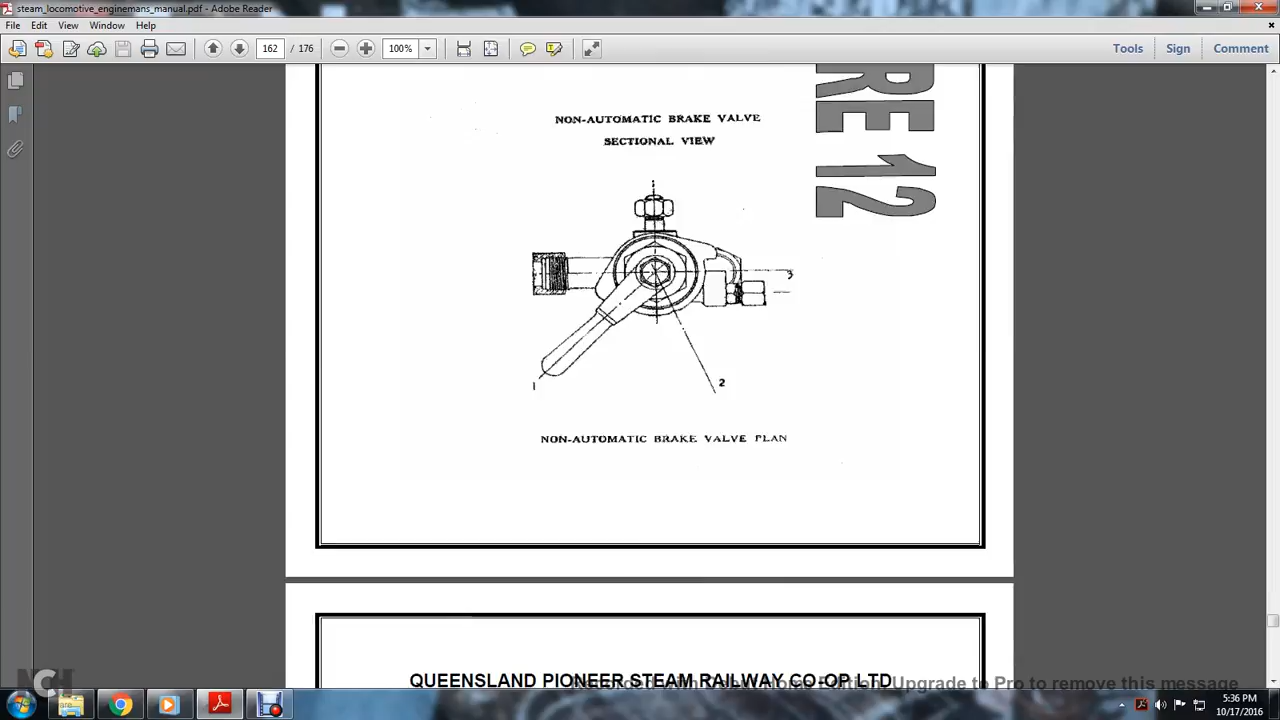 steam_locomotive_enginemans_manual.pdf - Adobe Reader
File Edit View Window Help
162 / 176 100% Tools Sign Comment
RE 12
NON-AUTOMATIC BRAKE VALVE
SECTIONAL VIEW
3
1
2
NON-AUTOMATIC BRAKE VALVE PLAN
QUEENSLAND PIONEER STEAM RAILWAY CO-OP LTD
Upgrade to Pro to remove this message
NCH
5:36 PM
10/17/2016